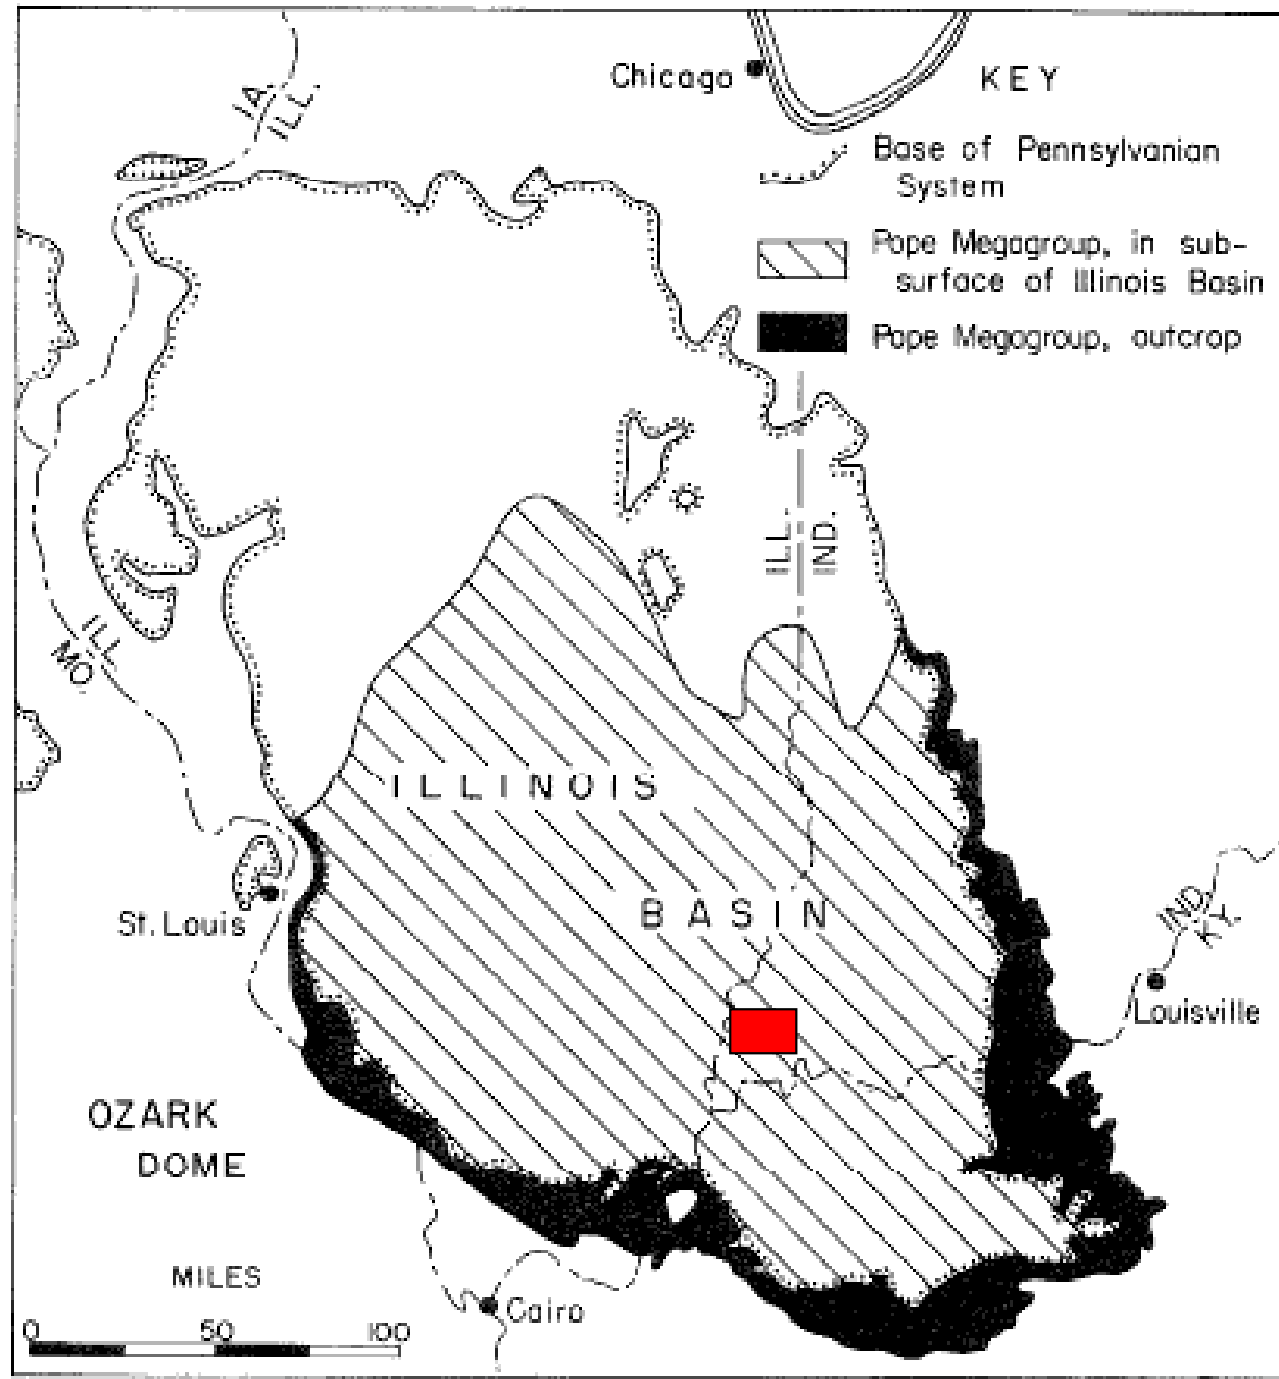 Chicago
KEY
IA.
ILL.
Base of Pennsylvanian
System
Pope Megagroup, in sub-
surface of Illinois Basin
Pope Megagroup, outcrop
ILL.
IND.
ILL.
MO.
ILLINOIS
BASIN
St. Louis
IND.
KY.
Louisville
OZARK
DOME
MILES
0 50 100
Cairo